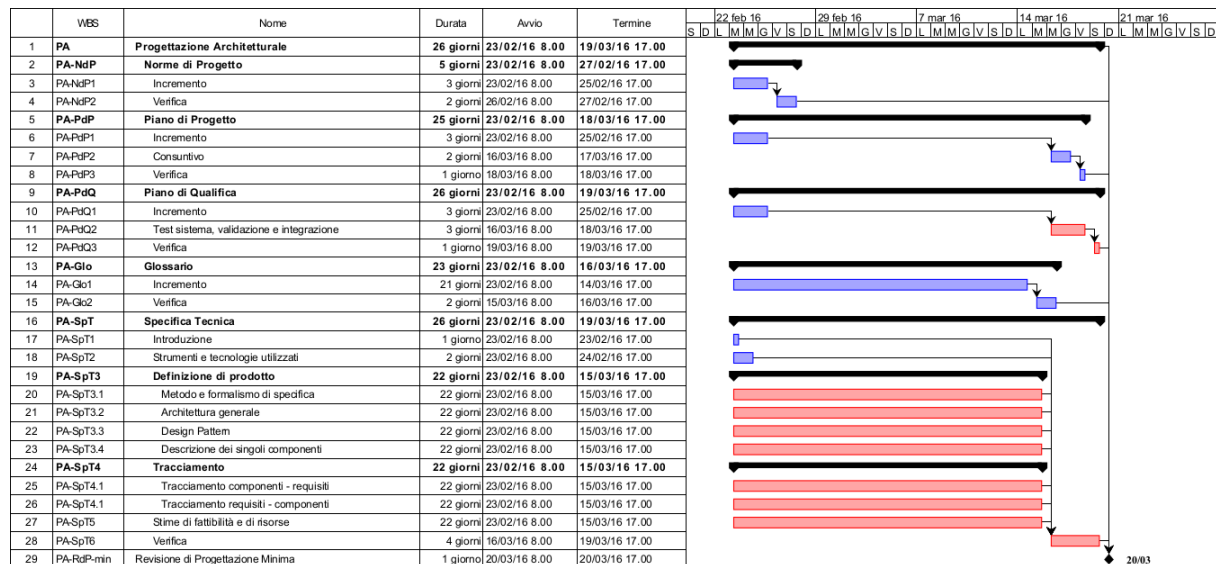 WBS Nome Durata Avvio Termine 22 feb 16 29 feb 16 7 mar 16 14 mar 16 21 mar 16
S D L M M G V S D L M M G V S D L M M G V S D L M M G V S D L M M G V S D
1 PA Progettazione Architetturale 26 giorni 23/02/16 8.00 19/03/16 17.00
2 PA-NdP Norme di Progetto 5 giorni 23/02/16 8.00 27/02/16 17.00
3 PA-NdP1 Incremento 3 giorni 23/02/16 8.00 25/02/16 17.00
4 PA-NdP2 Verifica 2 giorni 26/02/16 8.00 27/02/16 17.00
5 PA-PdP Piano di Progetto 25 giorni 23/02/16 8.00 18/03/16 17.00
6 PA-PdP1 Incremento 3 giorni 23/02/16 8.00 25/02/16 17.00
7 PA-PdP2 Consuntivo 2 giorni 16/03/16 8.00 17/03/16 17.00
8 PA-PdP3 Verifica 1 giorno 18/03/16 8.00 18/03/16 17.00
9 PA-PdQ Piano di Qualifica 26 giorni 23/02/16 8.00 19/03/16 17.00
10 PA-PdQ1 Incremento 3 giorni 23/02/16 8.00 25/02/16 17.00
11 PA-PdQ2 Test sistema, validazione e integrazione 3 giorni 16/03/16 8.00 18/03/16 17.00
12 PA-PdQ3 Verifica 1 giorno 19/03/16 8.00 19/03/16 17.00
13 PA-Glo Glossario 23 giorni 23/02/16 8.00 16/03/16 17.00
14 PA-Glo1 Incremento 21 giorni 23/02/16 8.00 14/03/16 17.00
15 PA-Glo2 Verifica 2 giorni 15/03/16 8.00 16/03/16 17.00
16 PA-SpT Specifica Tecnica 26 giorni 23/02/16 8.00 19/03/16 17.00
17 PA-SpT1 Introduzione 1 giorno 23/02/16 8.00 23/02/16 17.00
18 PA-SpT2 Strumenti e tecnologie utilizzati 2 giorni 23/02/16 8.00 24/02/16 17.00
19 PA-SpT3 Definizione di prodotto 22 giorni 23/02/16 8.00 15/03/16 17.00
20 PA-SpT3.1 Metodo e formalismo di specifica 22 giorni 23/02/16 8.00 15/03/16 17.00
21 PA-SpT3.2 Architettura generale 22 giorni 23/02/16 8.00 15/03/16 17.00
22 PA-SpT3.3 Design Pattern 22 giorni 23/02/16 8.00 15/03/16 17.00
23 PA-SpT3.4 Descrizione dei singoli componenti 22 giorni 23/02/16 8.00 15/03/16 17.00
24 PA-SpT4 Tracciamento 22 giorni 23/02/16 8.00 15/03/16 17.00
25 PA-SpT4.1 Tracciamento componenti - requisiti 22 giorni 23/02/16 8.00 15/03/16 17.00
26 PA-SpT4.1 Tracciamento requisiti - componenti 22 giorni 23/02/16 8.00 15/03/16 17.00
27 PA-SpT5 Stime di fattibilità e di risorse 22 giorni 23/02/16 8.00 15/03/16 17.00
28 PA-SpT6 Verifica 4 giorni 16/03/16 8.00 19/03/16 17.00
29 PA-RdP-min Revisione di Progettazione Minima 1 giorno 20/03/16 8.00 20/03/16 17.00 20/03